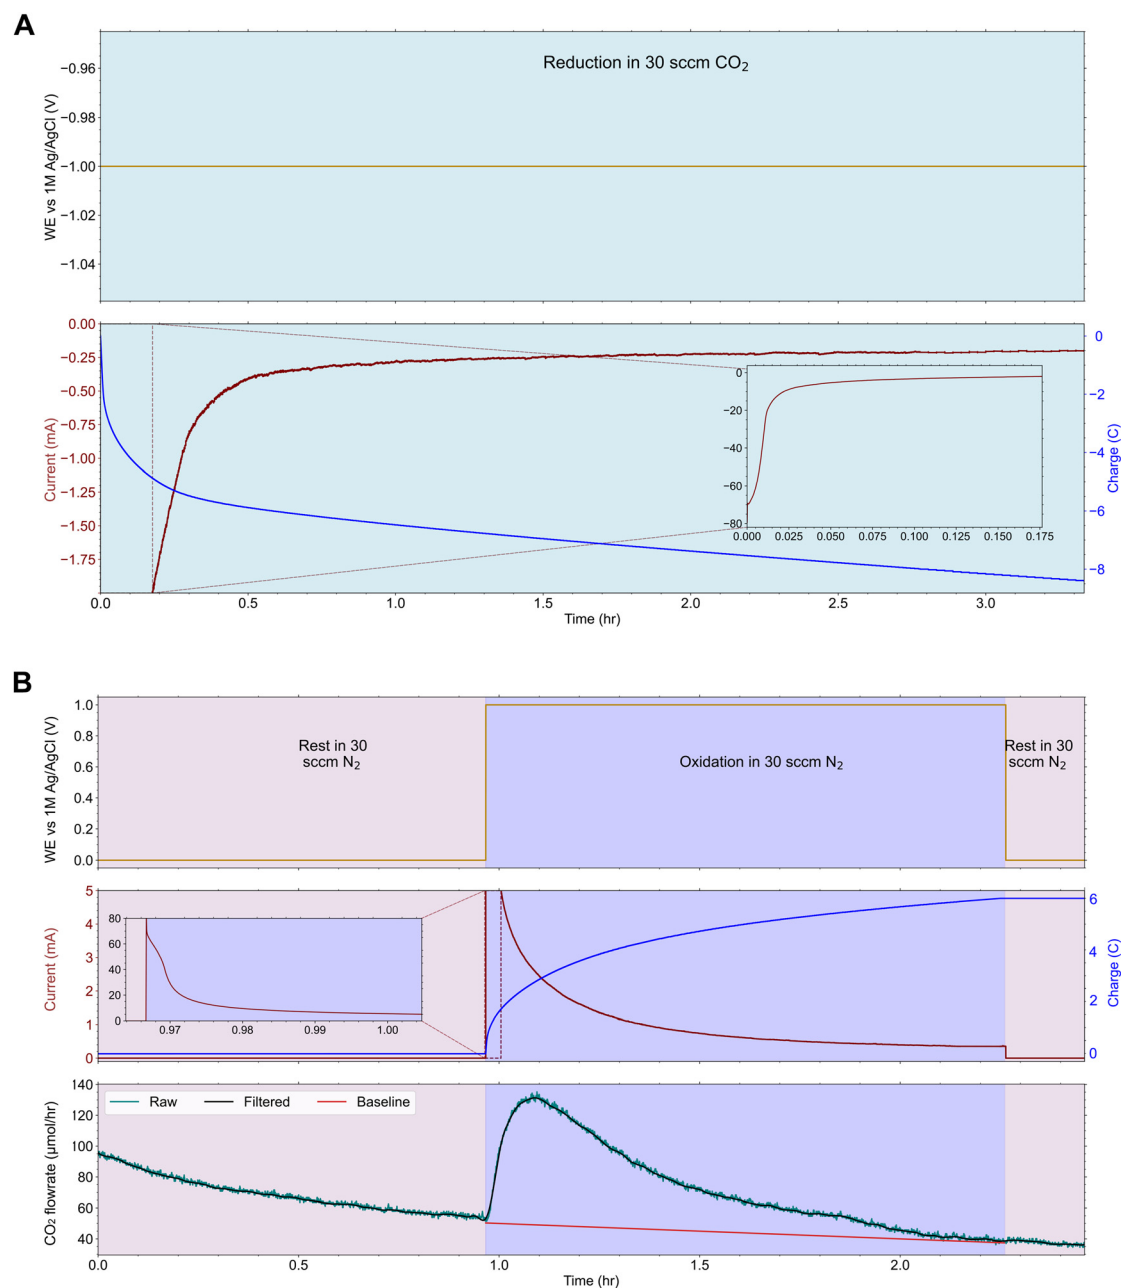 A
Reduction in 30 sccm CO₂
WE vs 1M Ag/AgCl (V)
−0.96
−0.98
−1.00
−1.02
−1.04
Current (mA)
0.00
−0.25
−0.50
−0.75
−1.00
−1.25
−1.50
−1.75
0
−20
−40
−60
−80
0.000 0.025 0.050 0.075 0.100 0.125 0.150 0.175
0
−2
−4
−6
−8
Charge (C)
0.0 0.5 1.0 1.5 2.0 2.5 3.0
Time (hr)
B
WE vs 1M Ag/AgCl (V)
1.0
0.8
0.6
0.4
0.2
0.0
Rest in 30
sccm N₂
Oxidation in 30 sccm N₂
Rest in 30
sccm N₂
Current (mA)
5
4
3
2
1
0
80
60
40
20
0
0.97 0.98 0.99 1.00
6
4
2
0
Charge (C)
CO₂ flowrate (μmol/hr)
140
120
100
80
60
40
Raw Filtered Baseline
0.0 0.5 1.0 1.5 2.0
Time (hr)